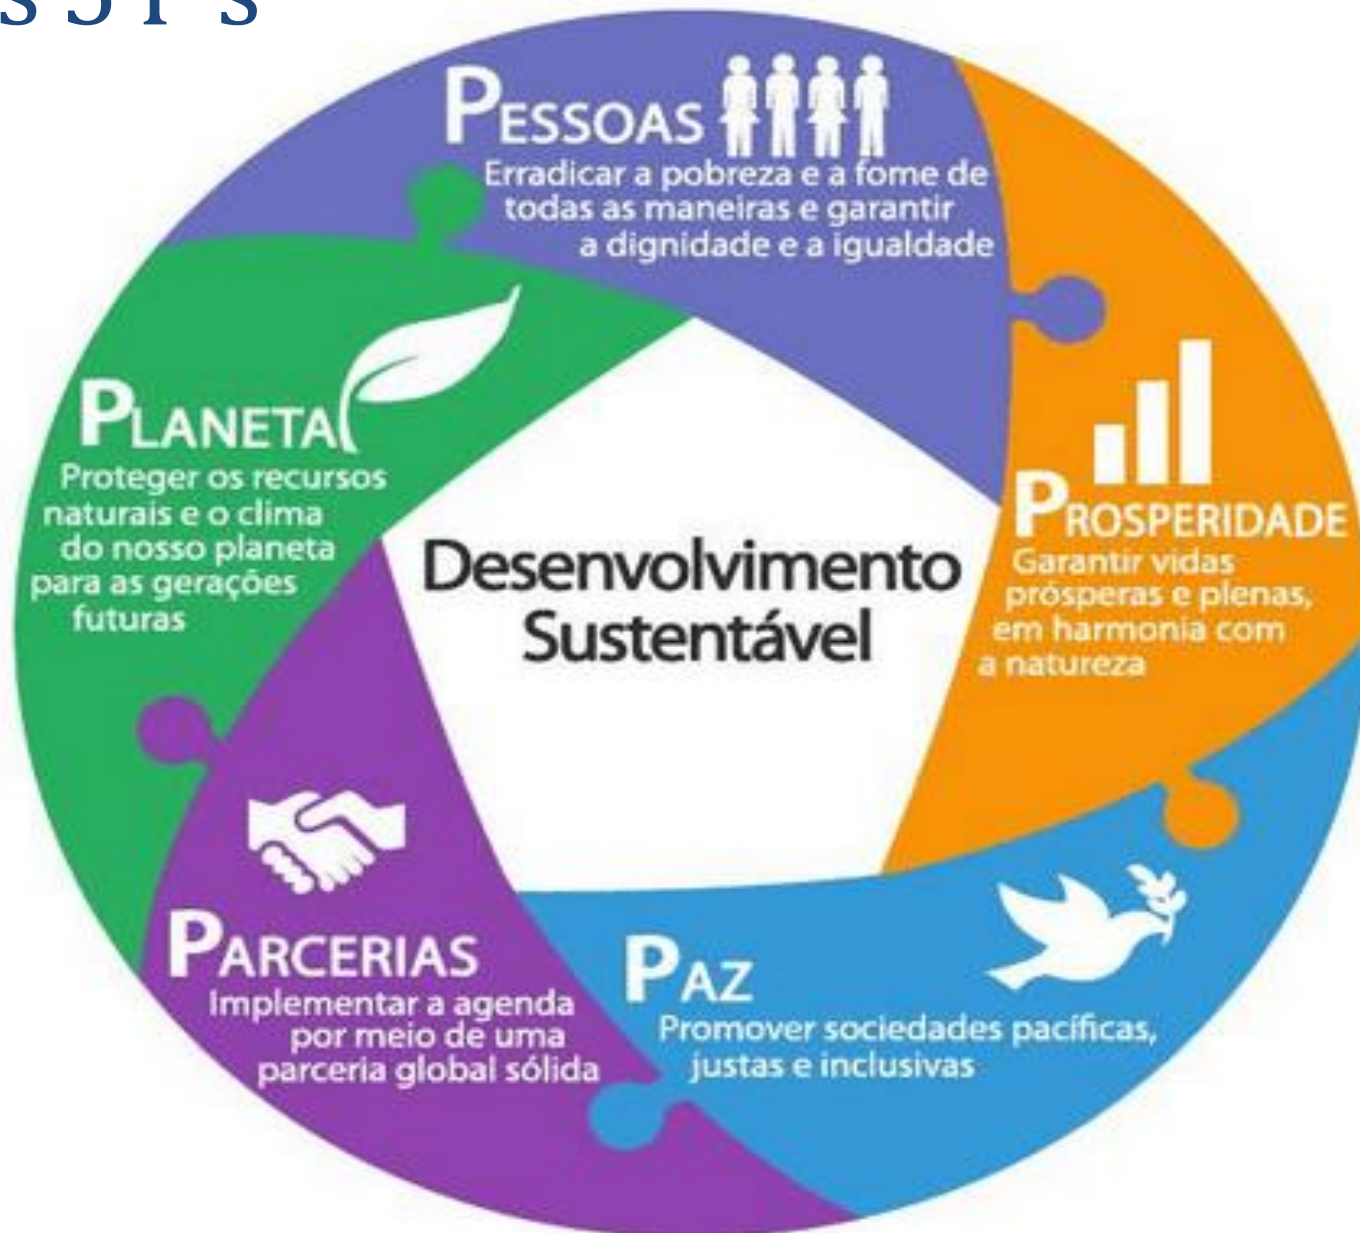 s 5 P's
PESSOAS
Erradicar a pobreza e a fome de
todas as maneiras e garantir
a dignidade e a igualdade
PROSPERIDADE
Garantir vidas
prósperas e plenas,
em harmonia com
a natureza
PAZ
Promover sociedades pacíficas,
justas e inclusivas
PARCERIAS
Implementar a agenda
por meio de uma
parceria global sólida
PLANETA
Proteger os recursos
naturais e o clima
do nosso planeta
para as gerações
futuras
Desenvolvimento
Sustentável